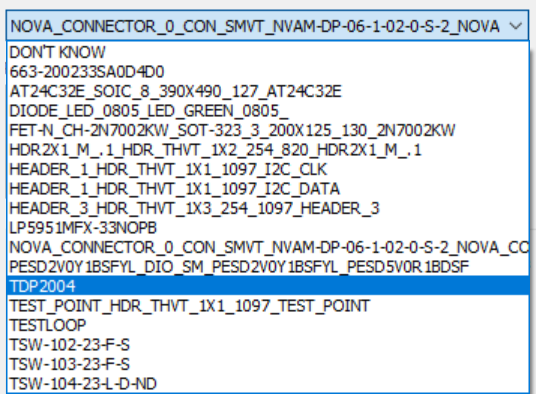 NOVA_CONNECTOR_0_CON_SMVT_NVAM-DP-06-1-02-0-S-2_NOVA
DON'T KNOW
663-200233SA0D4D0
AT24C32E_SOIC_8_390X490_127_AT24C32E
DIODE_LED_0805_LED_GREEN_0805_
FET-N_CH-2N7002KW_SOT-323_3_200X125_130_2N7002KW
HDR2X1_M_.1_HDR_THVT_1X2_254_820_HDR2X1_M_.1
HEADER_1_HDR_THVT_1X1_1097_I2C_CLK
HEADER_1_HDR_THVT_1X1_1097_I2C_DATA
HEADER_3_HDR_THVT_1X3_254_1097_HEADER_3
LP5951MFX-33NOPB
NOVA_CONNECTOR_0_CON_SMVT_NVAM-DP-06-1-02-0-S-2_NOVA_CO
PESD2V0Y1BSFYL_DIO_SM_PESD2V0Y1BSFYL_PESD5V0R1BDSF
TDP2004
TEST_POINT_HDR_THVT_1X1_1097_TEST_POINT
TESTLOOP
TSW-102-23-F-S
TSW-103-23-F-S
TSW-104-23-L-D-ND